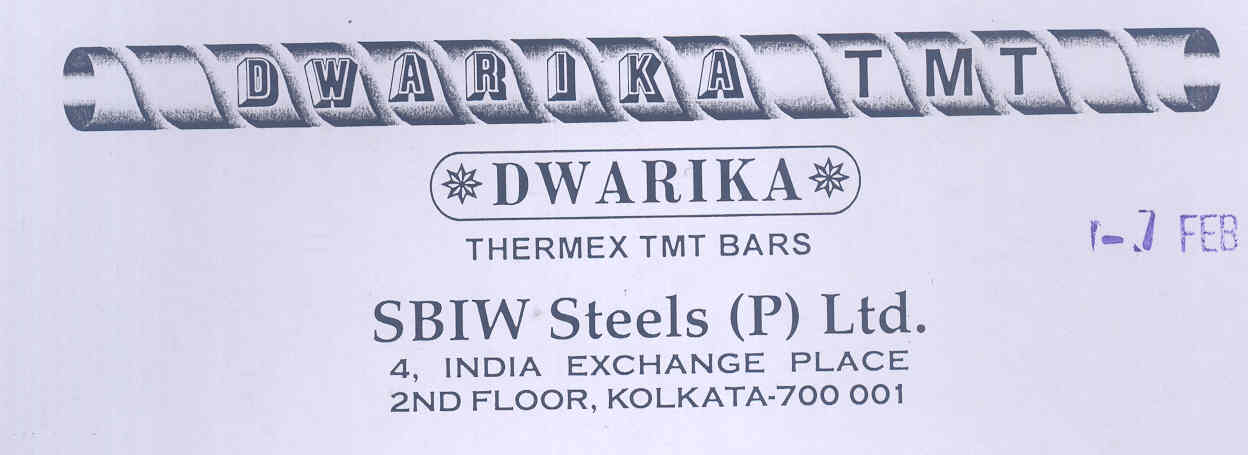 DWARIKA TMT
DWARIKA
THERMEX TMT BARS
SBIW Steels (P) Ltd.
4, INDIA EXCHANGE PLACE
2ND FLOOR, KOLKATA-700 001
FEB